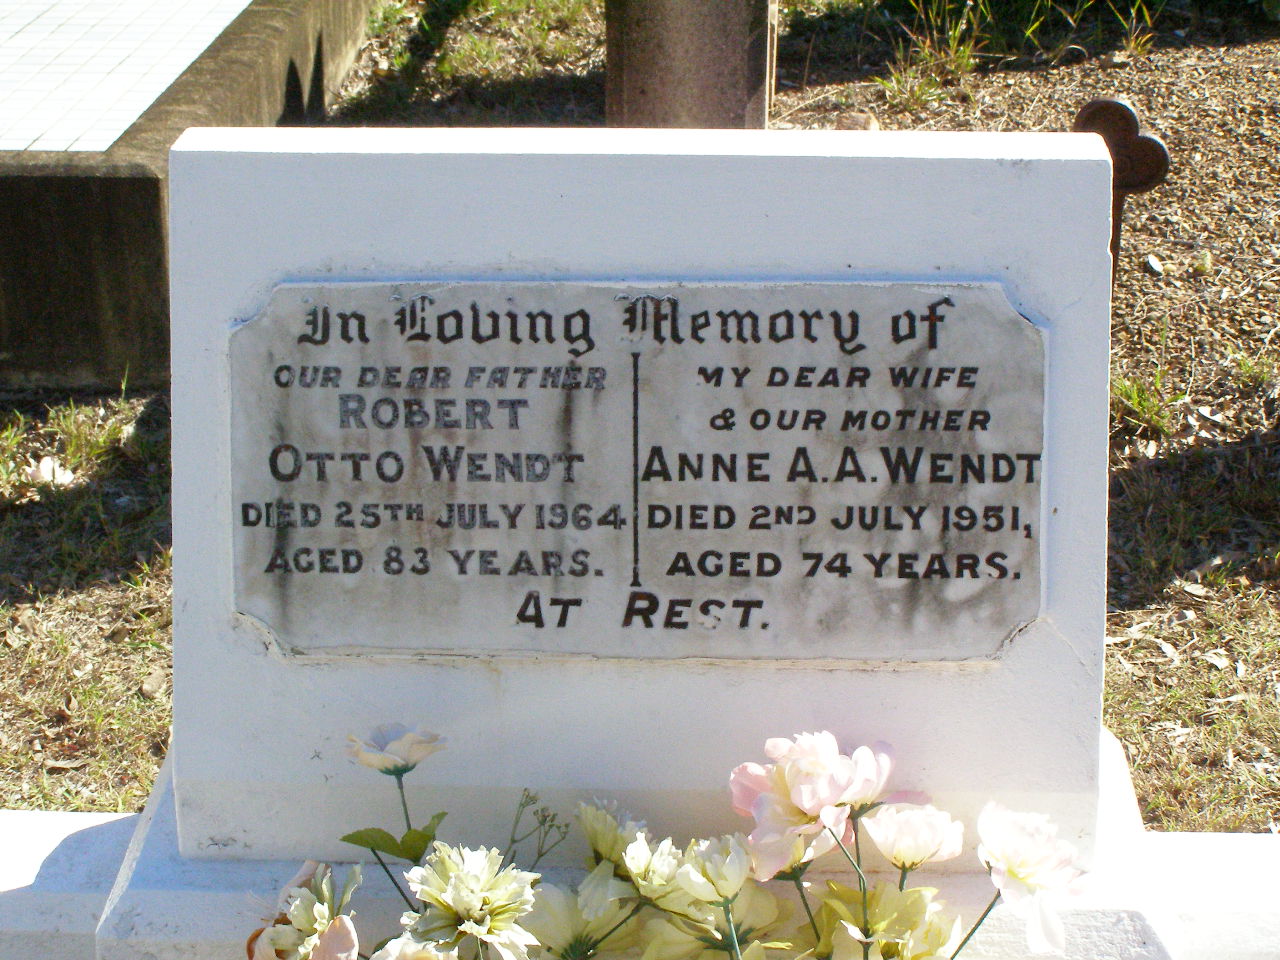 In Loving Memory of
OUR DEAR FATHER
ROBERT
OTTO WENDT
DIED 25TH JULY 1964
AGED 83 YEARS.
MY DEAR WIFE
& OUR MOTHER
ANNE A.A. WENDT
DIED 2ND JULY 1951,
AGED 74 YEARS.
AT REST.